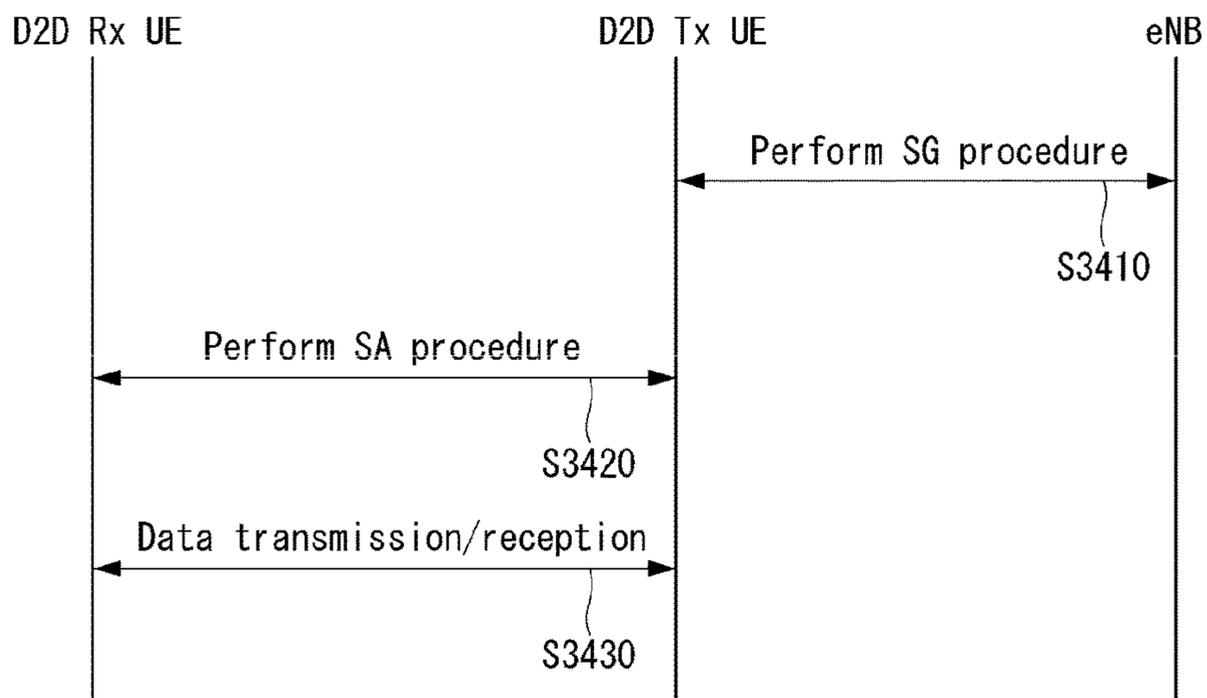 D2D Rx UE
D2D Tx UE
eNB
Perform SG procedure
S3410
Perform SA procedure
S3420
Data transmission/reception
S3430